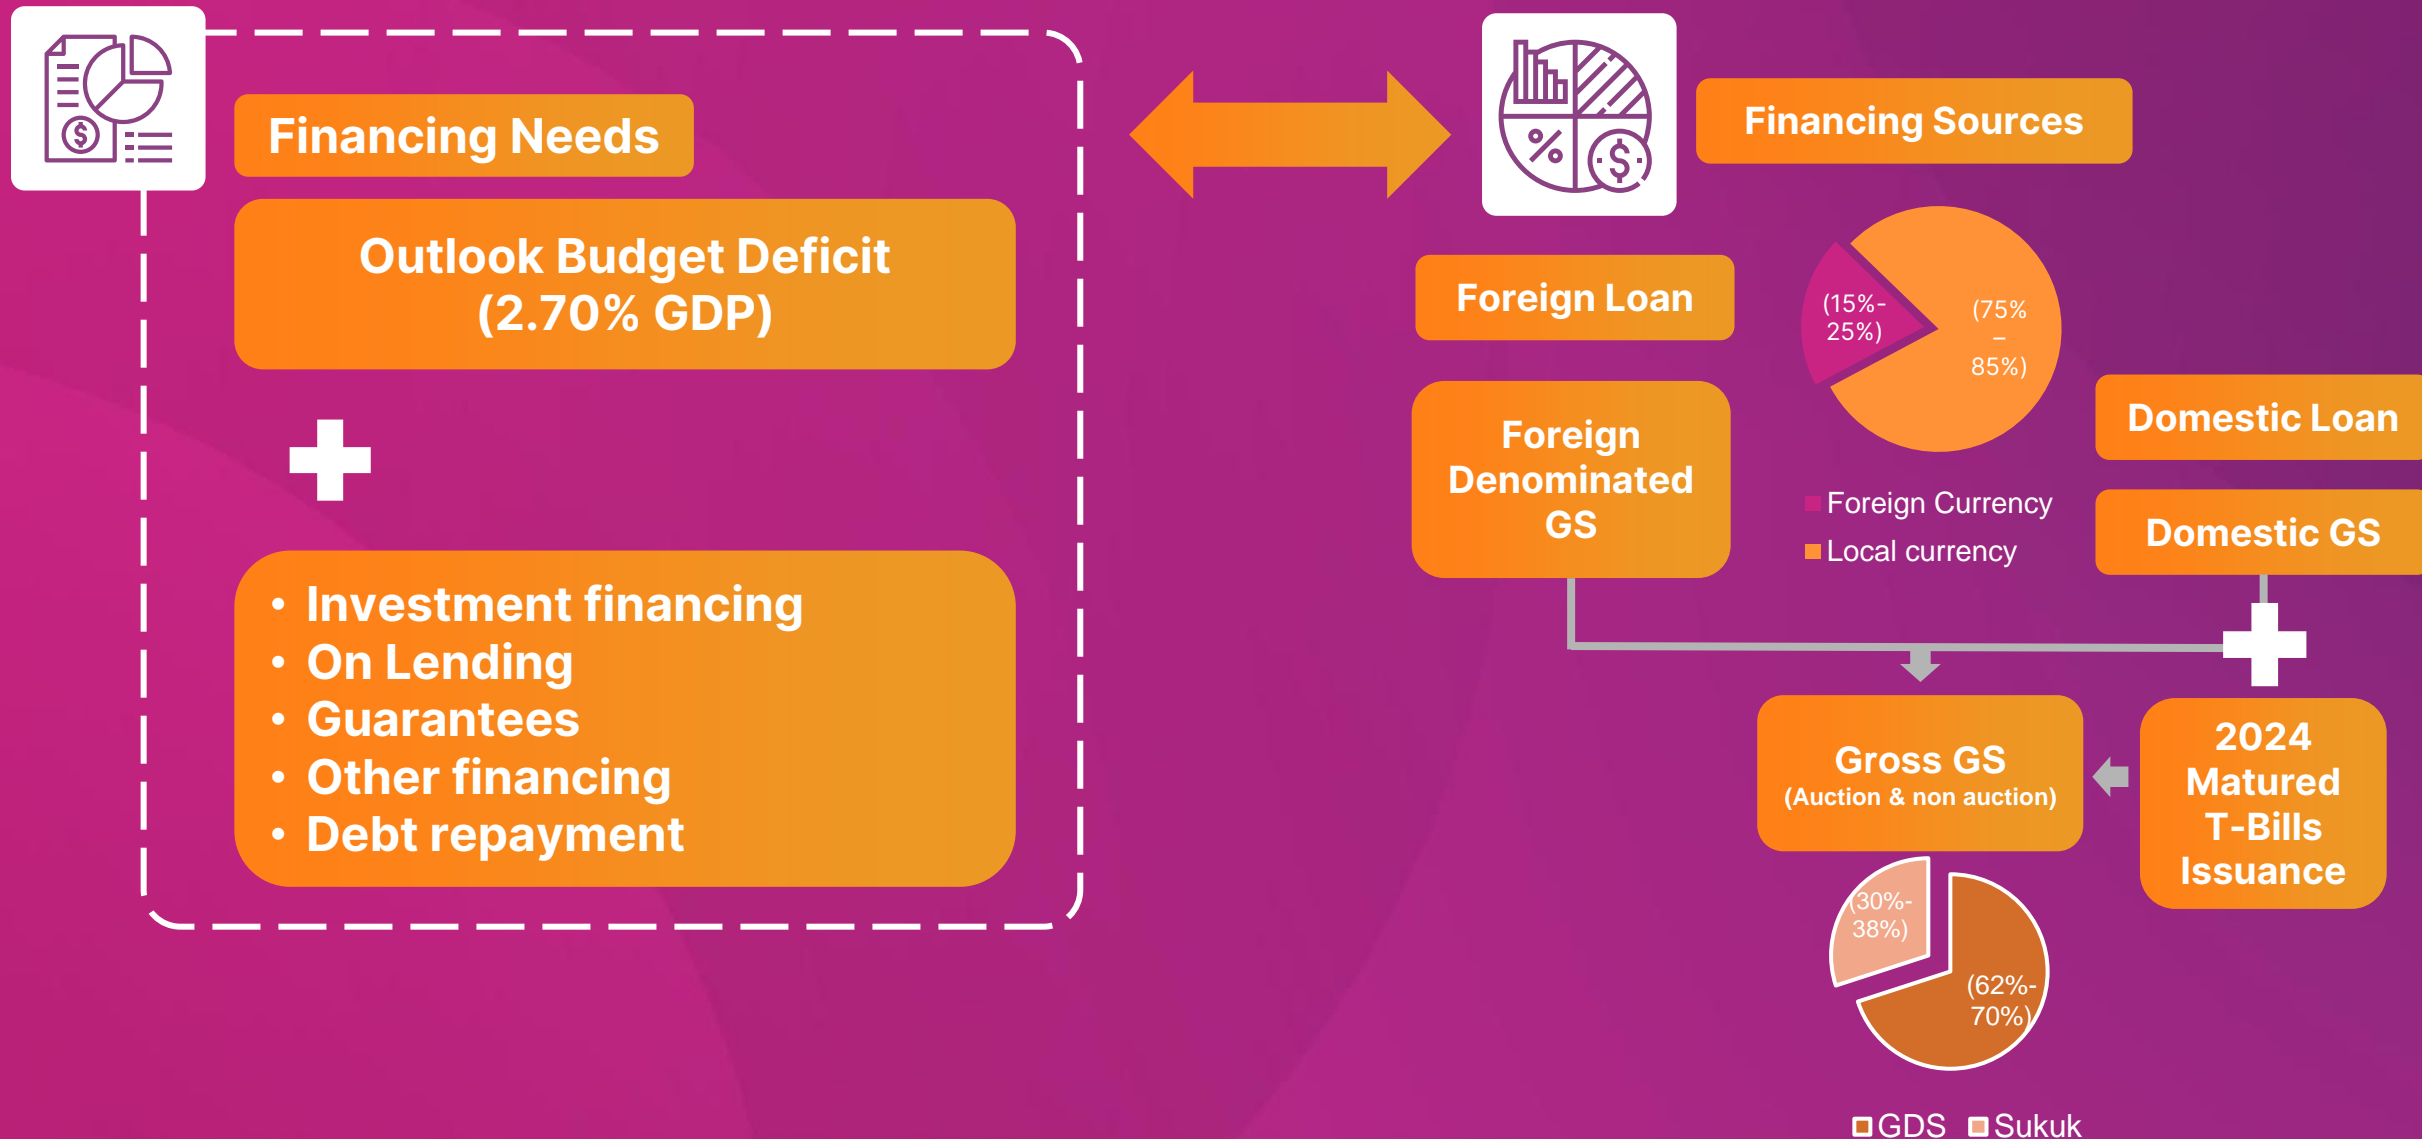 Financing Needs
Outlook Budget Deficit
(2.70% GDP)
• Investment financing
• On Lending
• Guarantees
• Other financing
• Debt repayment
Financing Sources
Foreign Loan
Foreign
Denominated
GS
(15%-
25%)
(75%
–
85%)
Foreign Currency
Local currency
Domestic Loan
Domestic GS
Gross GS
(Auction & non auction)
2024
Matured
T-Bills
Issuance
(30%-
38%)
(62%-
70%)
GDS Sukuk